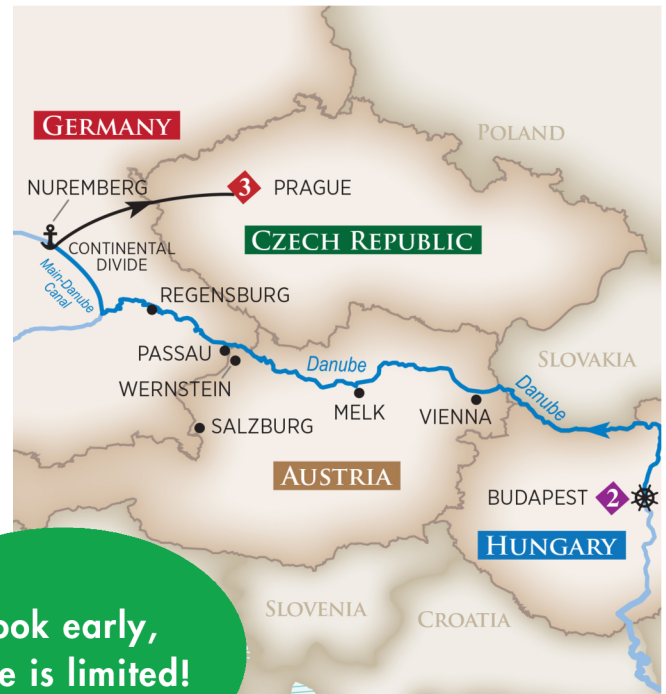 GERMANY
POLAND
NUREMBERG
3 PRAGUE
CZECH REPUBLIC
CONTINENTAL
DIVIDE
Main-Danube
Canal
REGENSBURG
PASSAU
WERNSTEIN
Danube
SLOVAKIA
Danube
MELK
VIENNA
SALZBURG
AUSTRIA
BUDAPEST 2
HUNGARY
SLOVENIA
CROATIA
ook early,
e is limited!